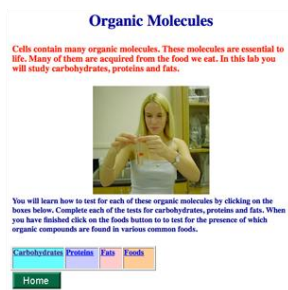 Organic Molecules
Cells contain many organic molecules. These molecules are essential to
life. Many of them are acquired from the food we eat. In this lab you
will study carbohydrates, proteins and fats.
You will learn how to test for each of these organic molecules by clicking on the
boxes below. Complete each of the tests for carbohydrates, proteins and fats. When
you have finished click on the foods button to to test for the presence of which
organic compounds are found in various common foods.
Carbohydrates Proteins Fats Foods
Home